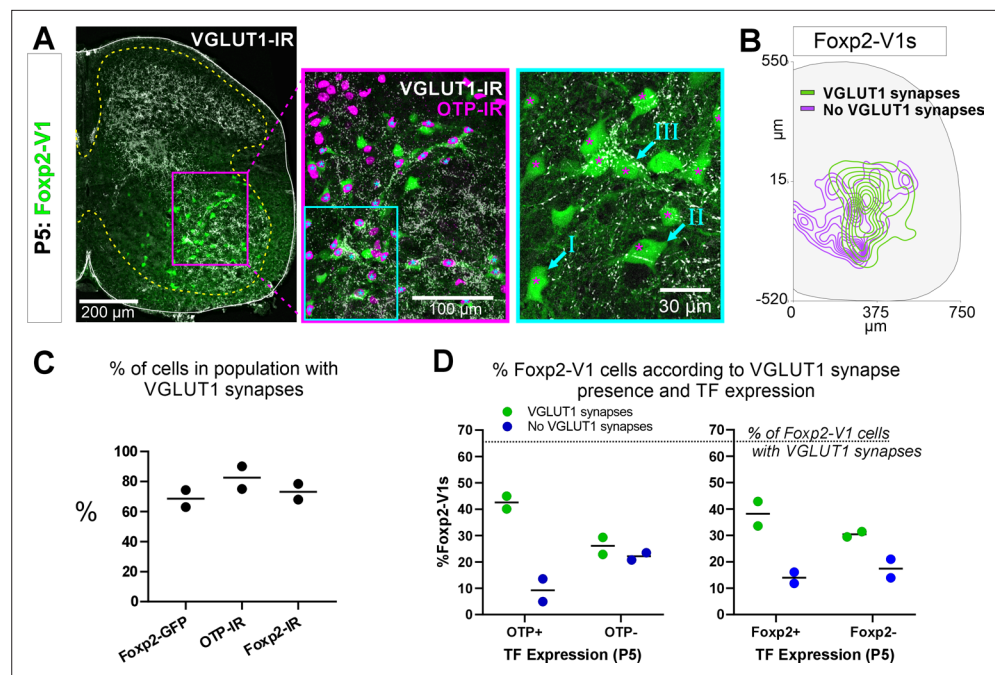 A
P5: Foxp2-V1
VGLUT1-IR
200 µm
VGLUT1-IR
OTP-IR
100 µm
III
II
I
30 µm
B
Foxp2-V1s
550
VGLUT1 synapses
No VGLUT1 synapses
µm
15
-520
0
375
750
µm
C
% of cells in population with
VGLUT1 synapses
%
100
80
60
40
20
0
Foxp2-GFP
OTP-IR
Foxp2-IR
D
% Foxp2-V1 cells according to VGLUT1 synapse
presence and TF expression
VGLUT1 synapses
No VGLUT1 synapses
%Foxp2-V1s
70
60
50
40
30
20
10
0
OTP+
OTP-
TF Expression (P5)
% of Foxp2-V1 cells
with VGLUT1 synapses
70
60
50
40
30
20
10
0
Foxp2+
Foxp2-
TF Expression (P5)